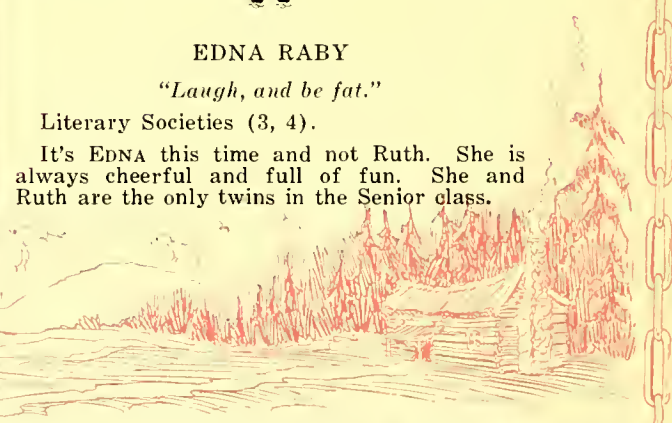 EDNA RABY
"Laugh, and be fat."
Literary Societies (3, 4).
It's EDNA this time and not Ruth. She is
always cheerful and full of fun. She and
Ruth are the only twins in the Senior class.